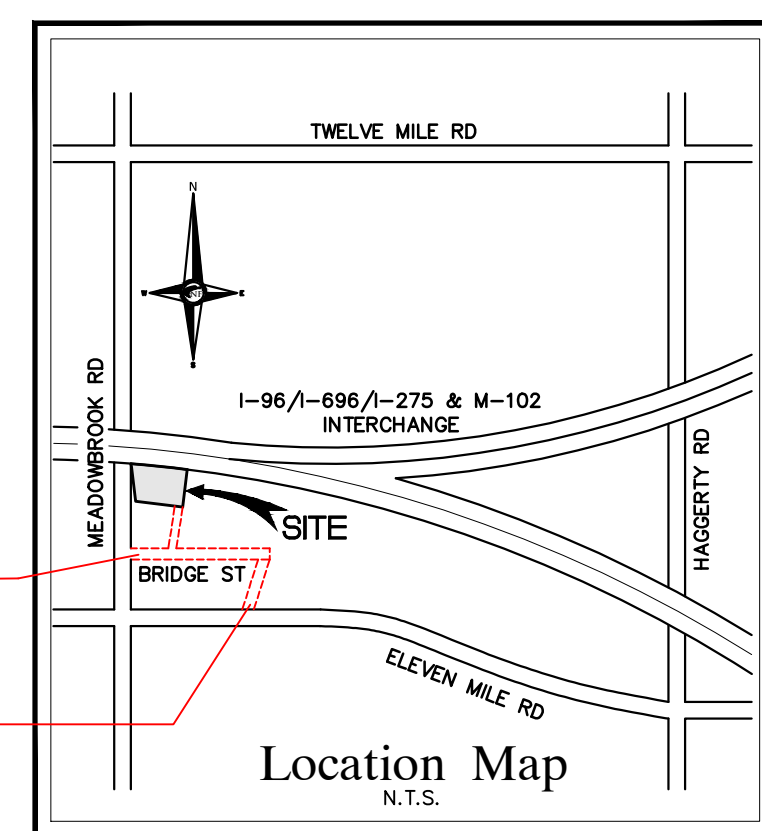 TWELVE MILE RD
N
W
E
S
MEADOWBROOK RD
I-96/I-696/I-275 & M-102
INTERCHANGE
HAGGERTY RD
SITE
BRIDGE ST
ELEVEN MILE RD
Location Map
N.T.S.